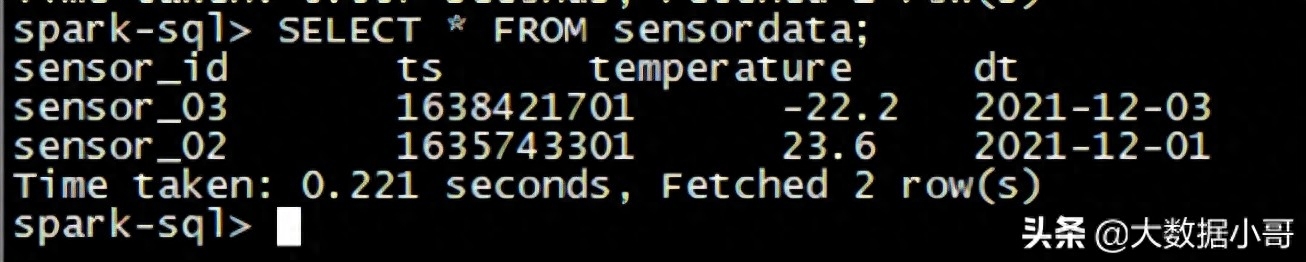 spark-sql> SELECT * FROM sensordata;
sensor_id ts temperature dt
sensor_03 1638421701 -22.2 2021-12-03
sensor_02 1635743301 23.6 2021-12-01
Time taken: 0.221 seconds, Fetched 2 row(s)
spark-sql>
头条 @大数据小哥